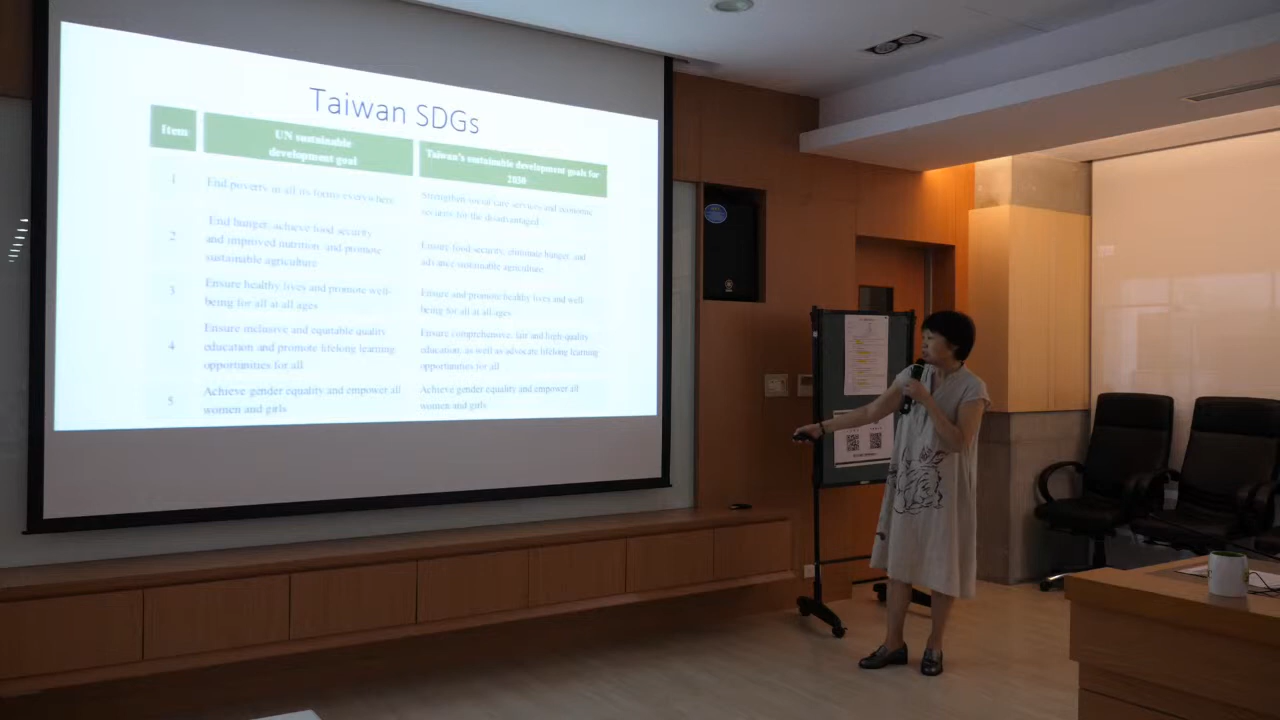 Taiwan SDGs
Item
UN sustainable
development goal
Taiwan's sustainable development goals for
2030
1
End poverty in all its forms everywhere
Strengthen social care services and economic
security for the disadvantaged
2
End hunger, achieve food security
and improved nutrition and promote
sustainable agriculture
Ensure food security, eliminate hunger, and
advance sustainable agriculture
3
Ensure healthy lives and promote well-
being for all at all ages
Ensure and promote healthy lives and well-
being for all at all ages
4
Ensure inclusive and equitable quality
education and promote lifelong learning
opportunities for all
Ensure comprehensive, fair and high-quality
education, as well as advocate lifelong learning
opportunities for all
5
Achieve gender equality and empower all
women and girls
Achieve gender equality and empower all
women and girls